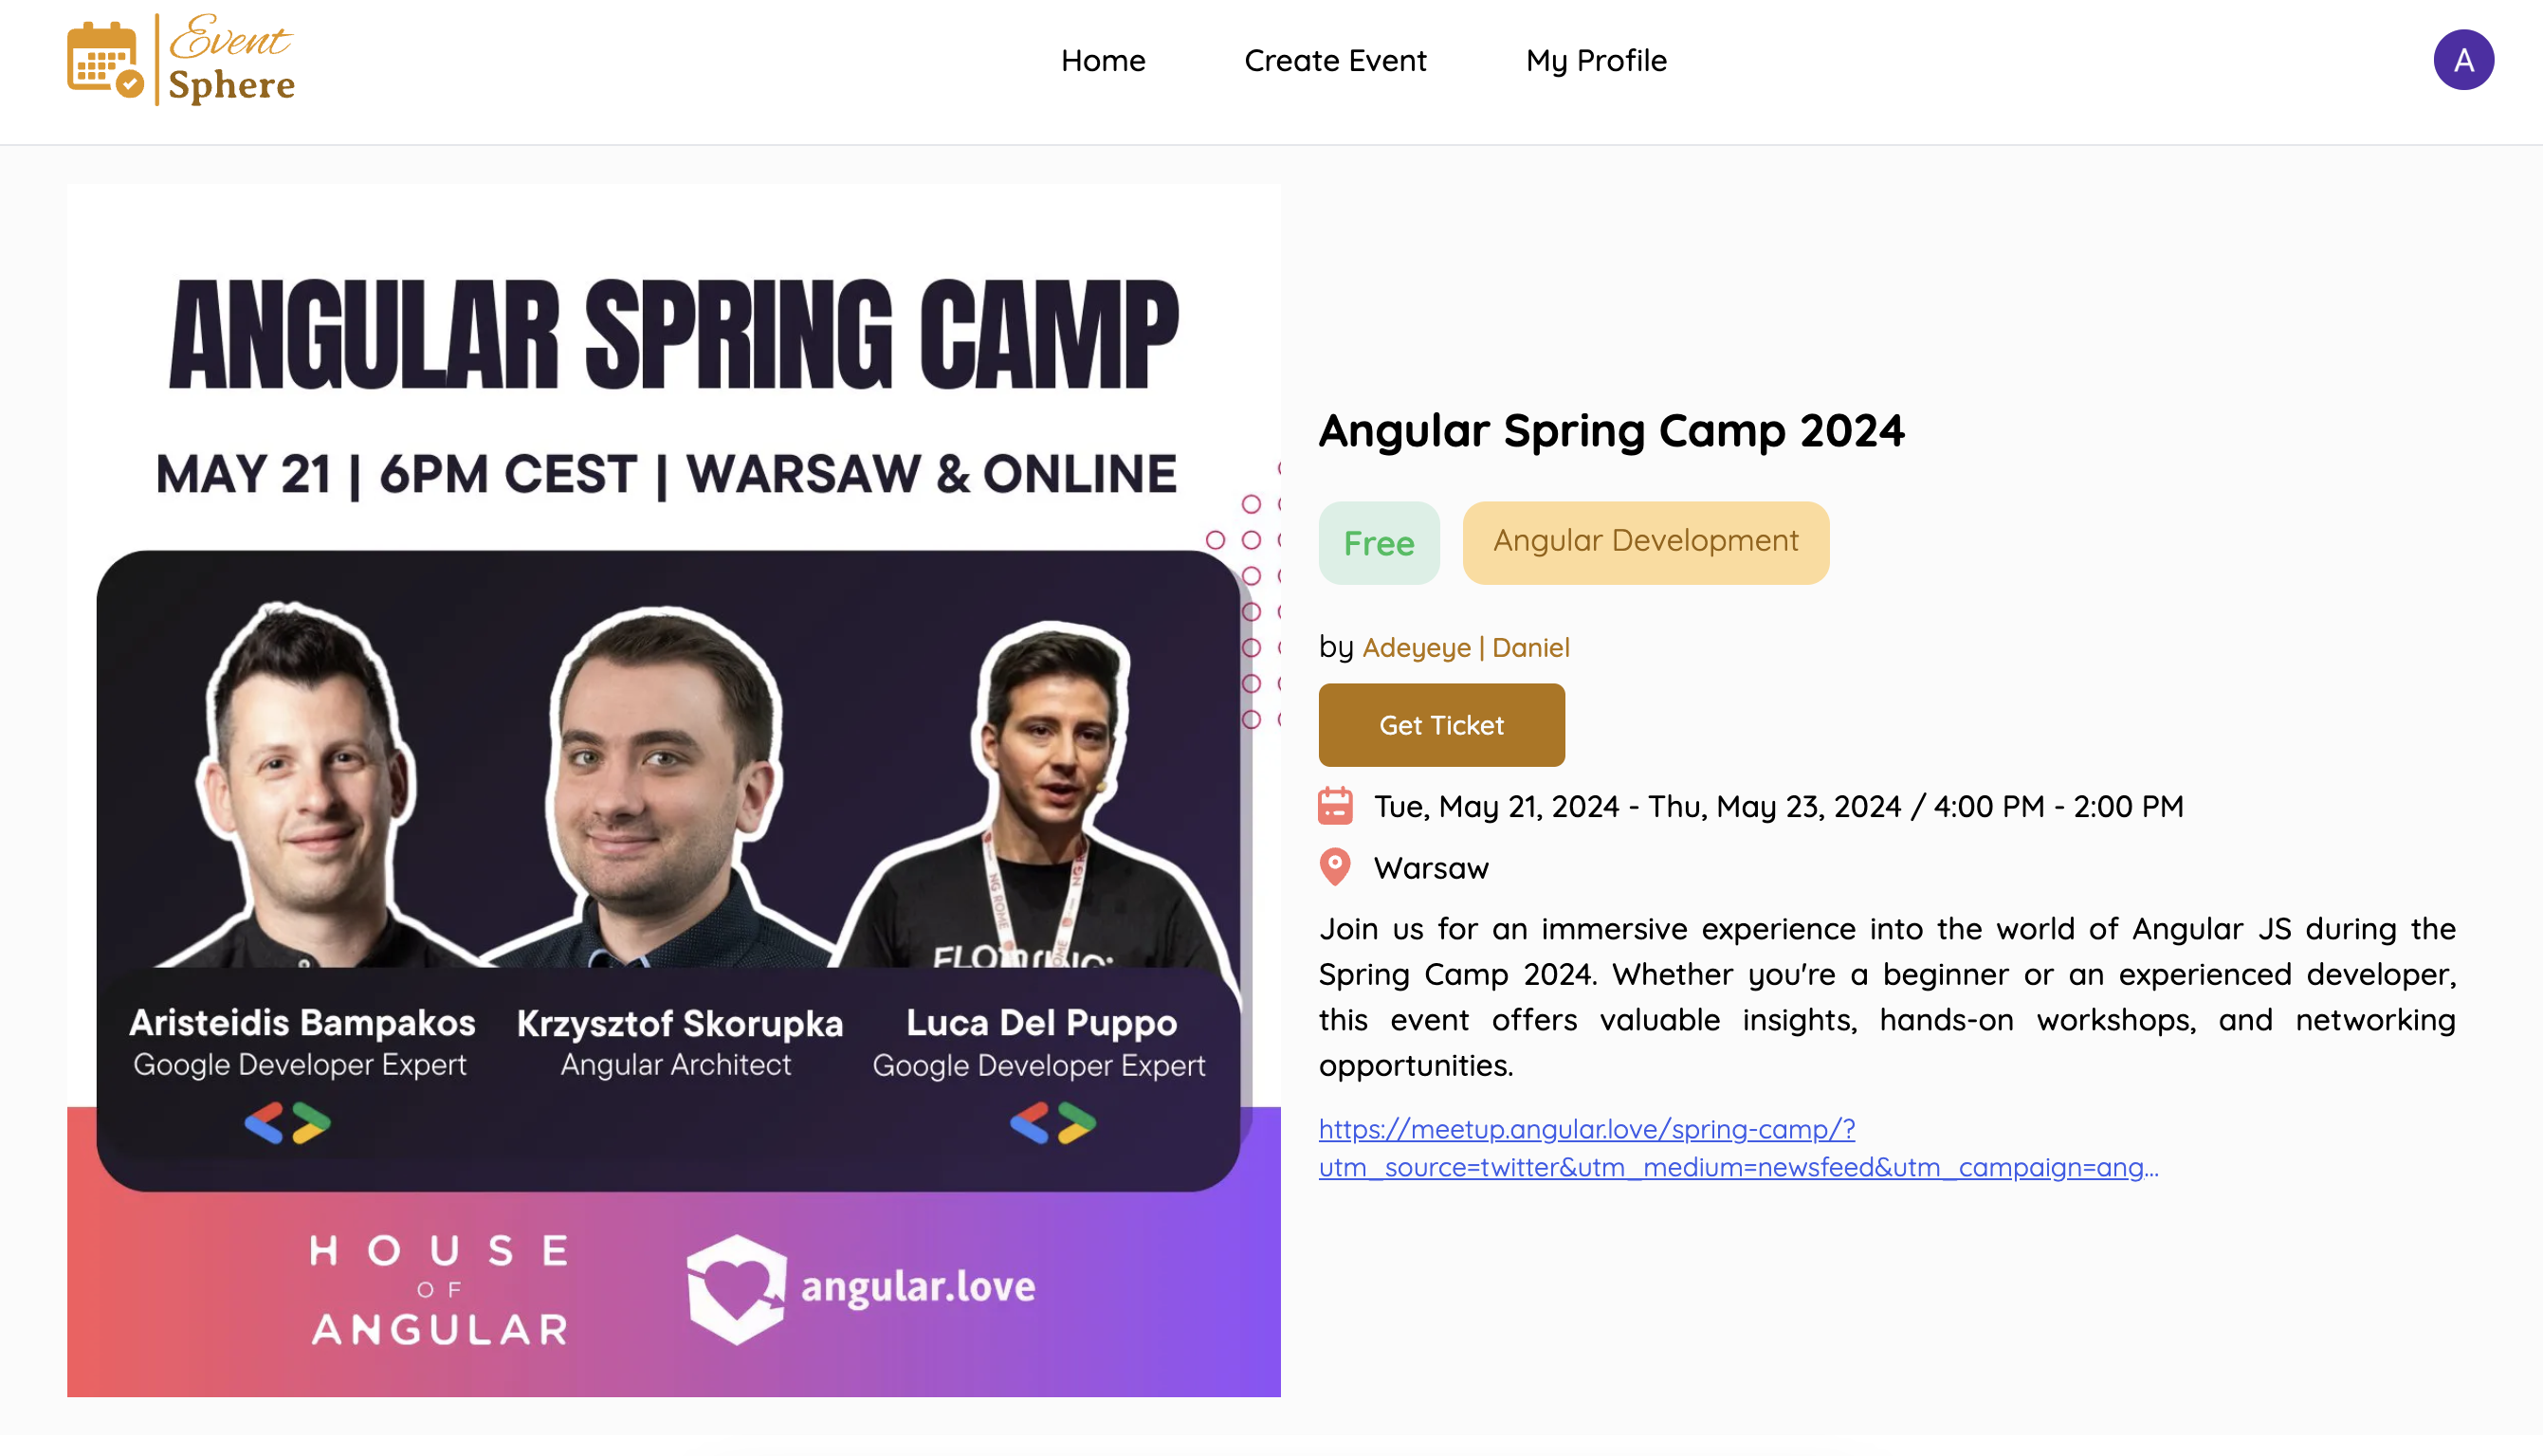 Event
Sphere
Home
Create Event
My Profile
A
ANGULAR SPRING CAMP
MAY 21 | 6PM CEST | WARSAW & ONLINE
NG ROME
NG R
OME
Aristeidis Bampakos
Google Developer Expert
Krzysztof Skorupka
Angular Architect
Luca Del Puppo
Google Developer Expert
HOUSE
OF
ANGULAR
angular.love
Angular Spring Camp 2024
Free
Angular Development
by Adeyeye | Daniel
Get Ticket
Tue, May 21, 2024 - Thu, May 23, 2024 / 4:00 PM - 2:00 PM
Warsaw
Join us for an immersive experience into the world of Angular JS during the
Spring Camp 2024. Whether you're a beginner or an experienced developer,
this event offers valuable insights, hands-on workshops, and networking
opportunities.
https://meetup.angular.love/spring-camp/?
utm_source=twitter&utm_medium=newsfeed&utm_campaign=ang...